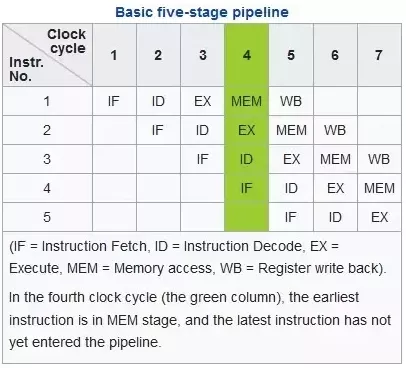 Basic five-stage pipeline
Clock cycle
Instr. No. 1 2 3 4 5 6 7
1 IF ID EX MEM WB
2 IF ID EX MEM WB
3 IF ID EX MEM WB
4 IF ID EX MEM
5 IF ID EX
(IF = Instruction Fetch, ID = Instruction Decode, EX =
Execute, MEM = Memory access, WB = Register write back).
In the fourth clock cycle (the green column), the earliest
instruction is in MEM stage, and the latest instruction has not
yet entered the pipeline.